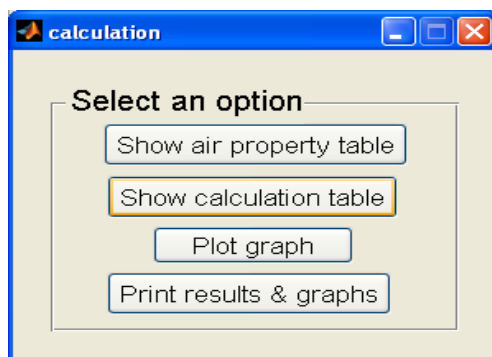 calculation
Select an option
Show air property table
Show calculation table
Plot graph
Print results & graphs